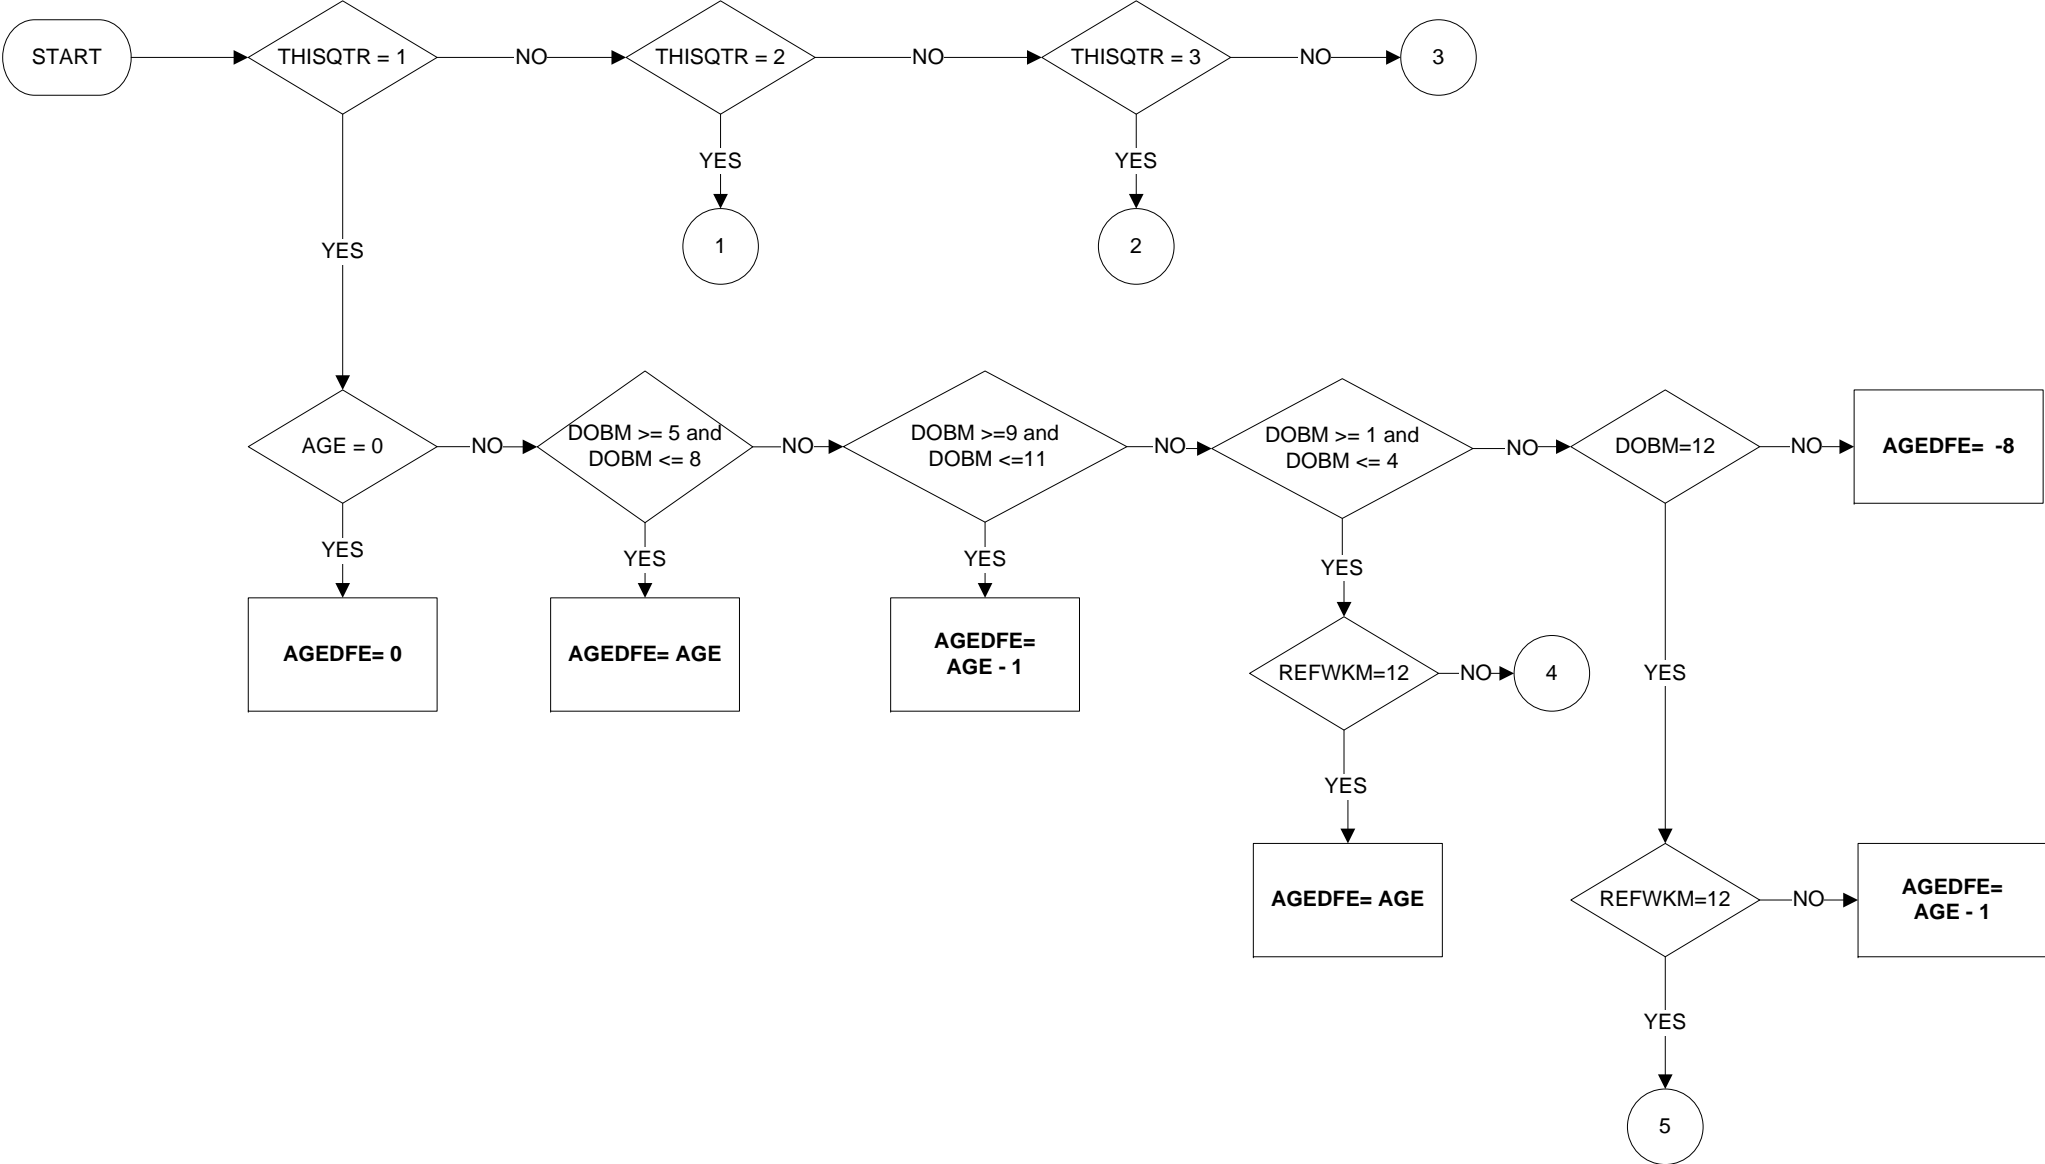 START
THISQTR = 1
NO
THISQTR = 2
NO
THISQTR = 3
NO
3
YES
YES
1
2
YES
AGE = 0
NO
DOBM >= 5 and
DOBM <= 8
NO
DOBM >=9 and
DOBM <=11
NO
DOBM >= 1 and
DOBM <= 4
NO
DOBM=12
NO
AGEDFE=  -8
YES
YES
YES
YES
AGEDFE= 0
AGEDFE= AGE
AGEDFE=
AGE - 1
REFWKM=12
NO
4
YES
YES
AGEDFE= AGE
REFWKM=12
NO
AGEDFE=
AGE - 1
YES
5